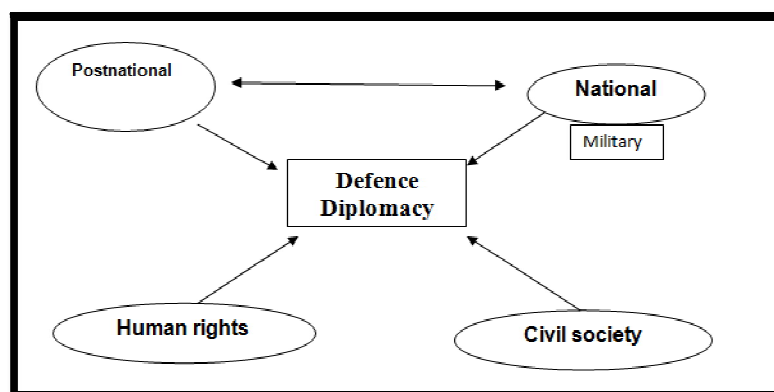 Postnational
National
Military
Defence
Diplomacy
Human rights
Civil society